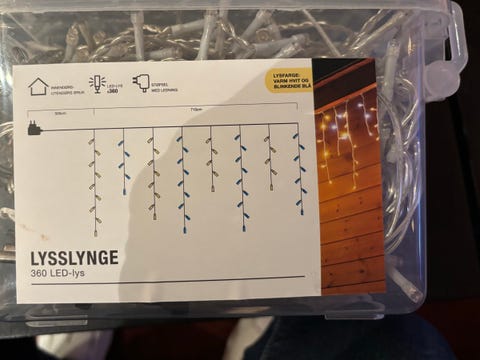 INNENDØRS-
UTENDØRS BRUK
LED-LYS
x360
STØPSEL
MED LEDNING
LYSFARGE:
VARM HVIT OG
BLINKENDE BLÅ
LYSSLYNGE
360 LED-lys